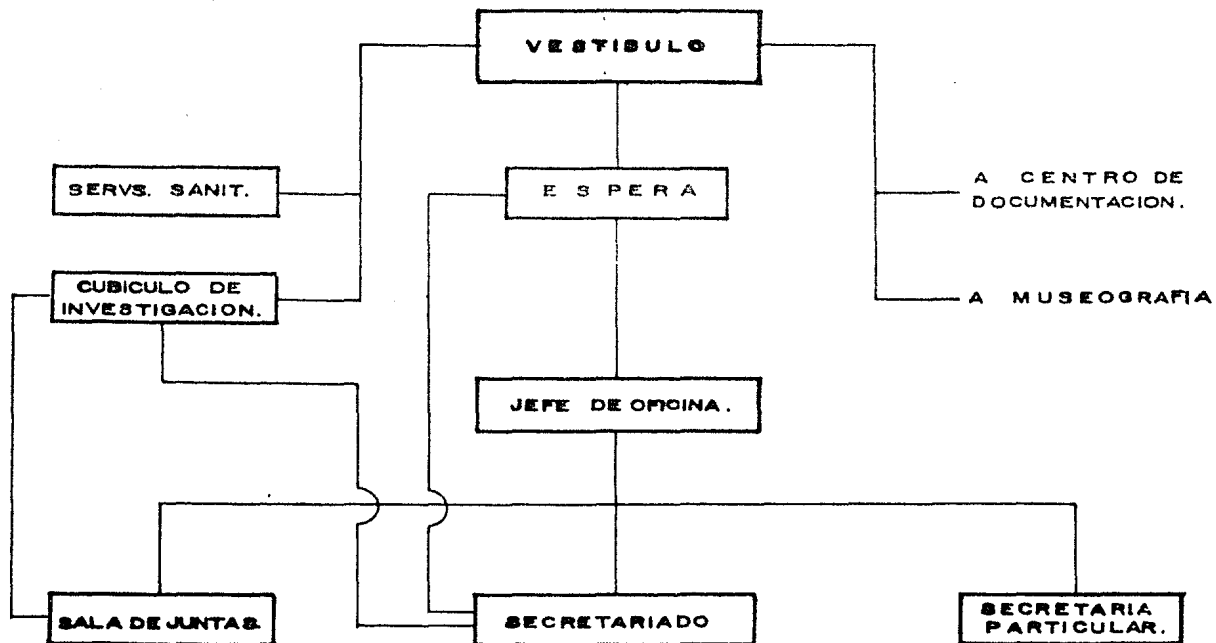 VESTIBULO
SERVS. SANIT.
ESPERA
A CENTRO DE
DOCUMENTACION.
CUBICULO DE
INVESTIGACION.
A MUSEOGRAFIA
JEFE DE OFICINA.
SALA DE JUNTAS.
SECRETARIADO
SECRETARIA
PARTICULAR.